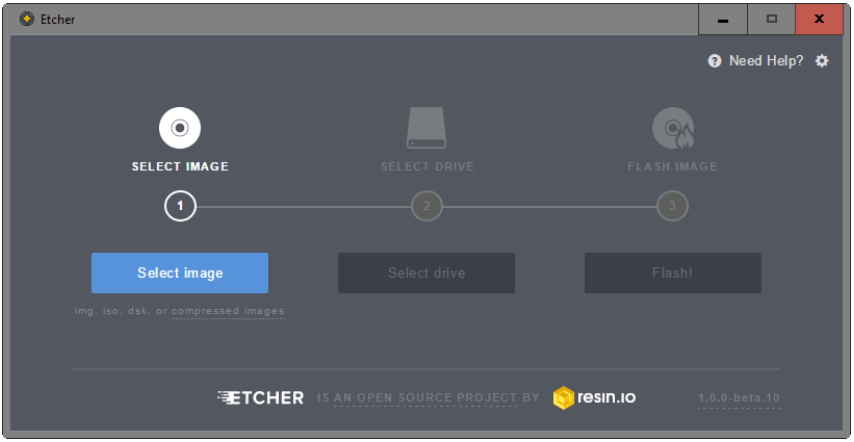 Etcher
Need Help?
SELECT IMAGE SELECT DRIVE FLASH IMAGE
1 2 3
Select image Select drive Flash!
img, iso, dsk, or compressed images
ETCHER IS AN OPEN SOURCE PROJECT BY resin.io 1.0.0-beta.10